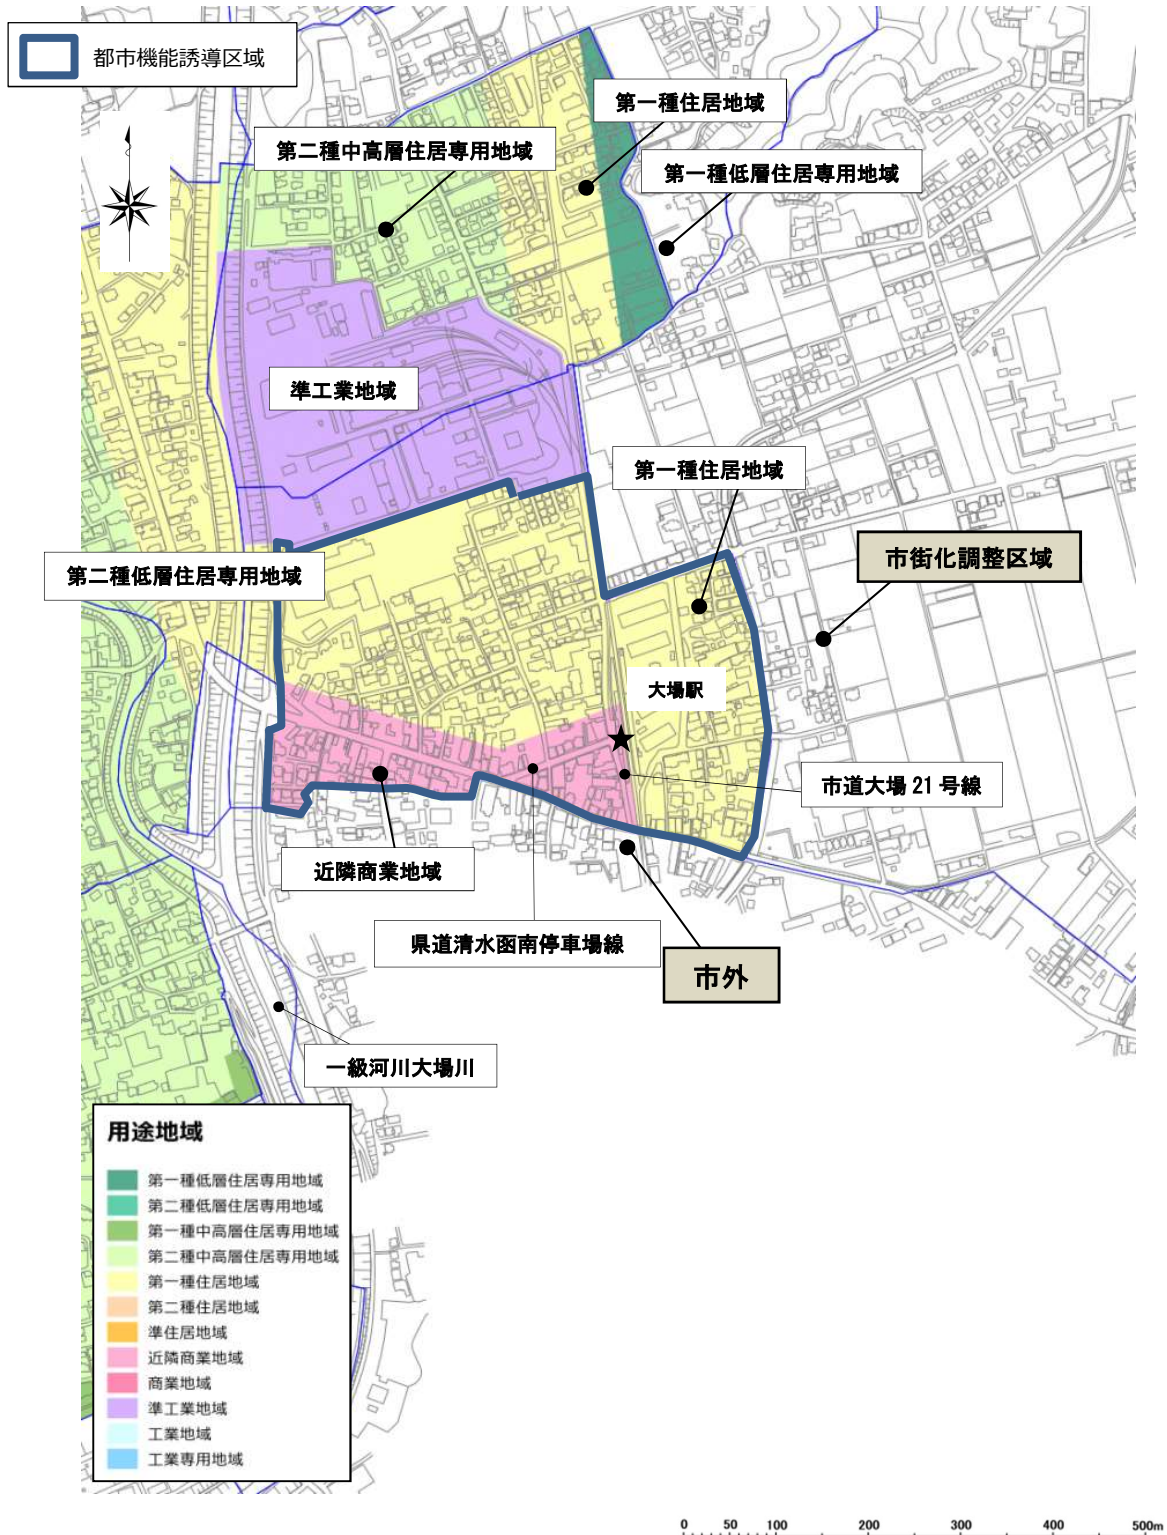 都市機能誘導区域
第一種住居地域
第二種中高層住居専用地域
第一種低層住居専用地域
準工業地域
第一種住居地域
市街化調整区域
第二種低層住居専用地域
大場駅
市道大場 21 号線
近隣商業地域
県道清水函南停車場線
市外
一級河川大場川
用途地域
第一種低層住居専用地域
第二種低層住居専用地域
第一種中高層住居専用地域
第二種中高層住居専用地域
第一種住居地域
第二種住居地域
準住居地域
近隣商業地域
商業地域
準工業地域
工業地域
工業専用地域
0 50 100 200 300 400 500m